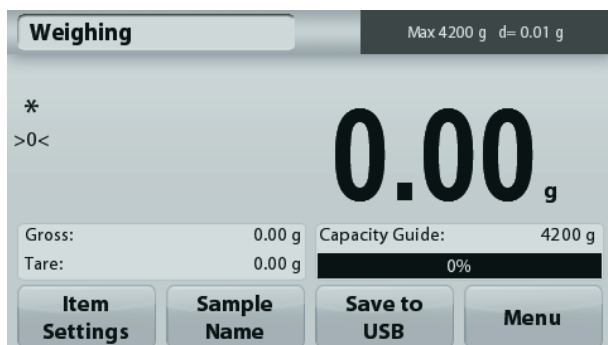 Weighing
Max 4200 g d= 0.01 g
*
>0<
0.00 g
Gross: 0.00 g
Tare: 0.00 g
Capacity Guide: 4200 g
0%
Item Settings
Sample Name
Save to USB
Menu